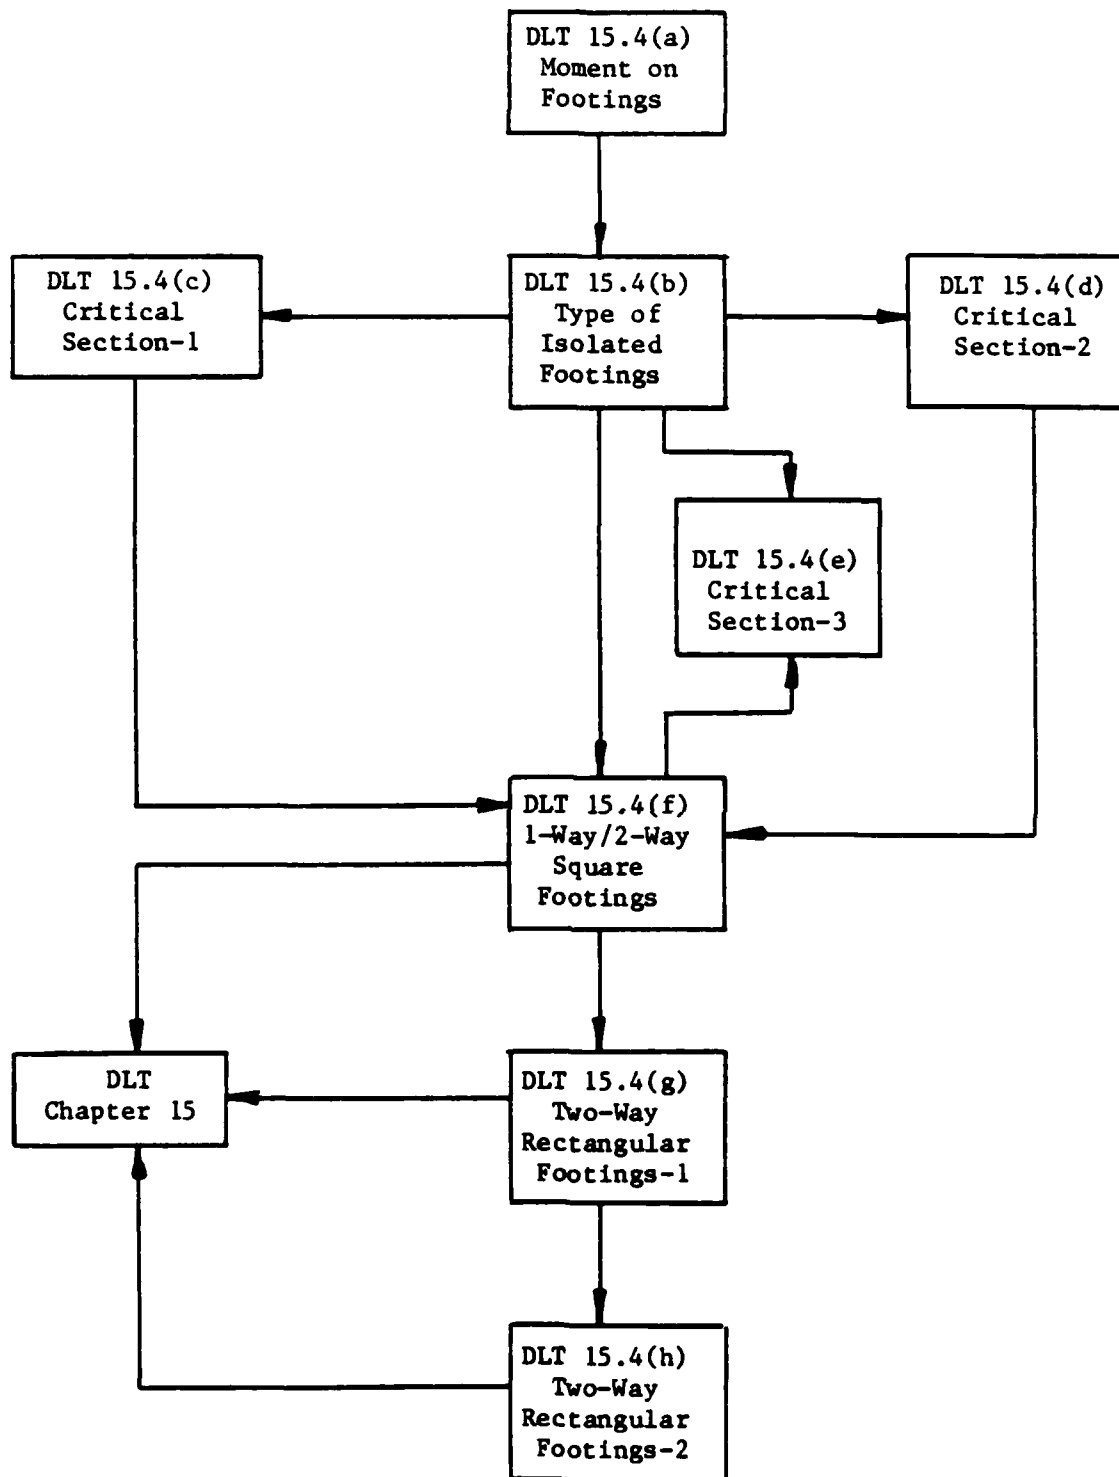 DLT 15.4(a)
Moment on
Footings
DLT 15.4(c)
Critical
Section-1
DLT 15.4(b)
Type of
Isolated
Footings
DLT 15.4(d)
Critical
Section-2
DLT 15.4(e)
Critical
Section-3
DLT 15.4(f)
1-Way/2-Way
Square
Footings
DLT
Chapter 15
DLT 15.4(g)
Two-Way
Rectangular
Footings-1
DLT 15.4(h)
Two-Way
Rectangular
Footings-2